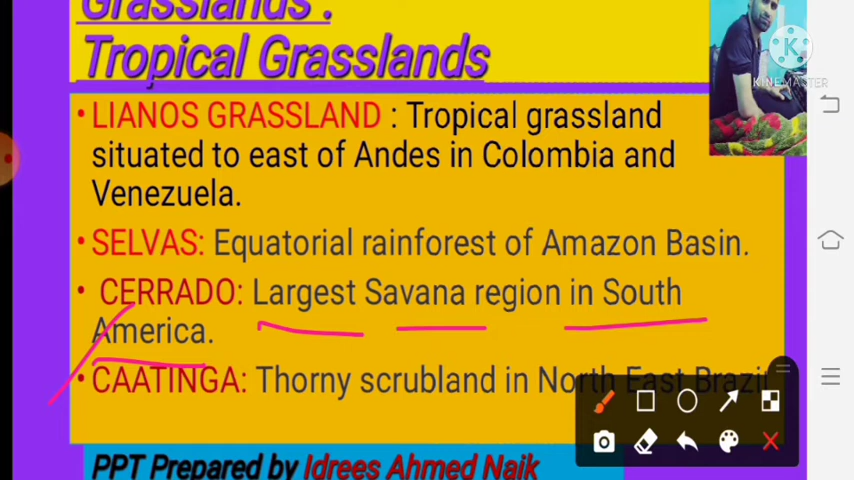 Grasslands :
Tropical Grasslands
K
KINEMASTER
• LIANOS GRASSLAND : Tropical grassland
situated to east of Andes in Colombia and
Venezuela.
• SELVAS: Equatorial rainforest of Amazon Basin.
• CERRADO: Largest Savana region in South
America.
• CAATINGA: Thorny scrubland in North East Brazil
PPT Prepared by Idrees Ahmed Naik